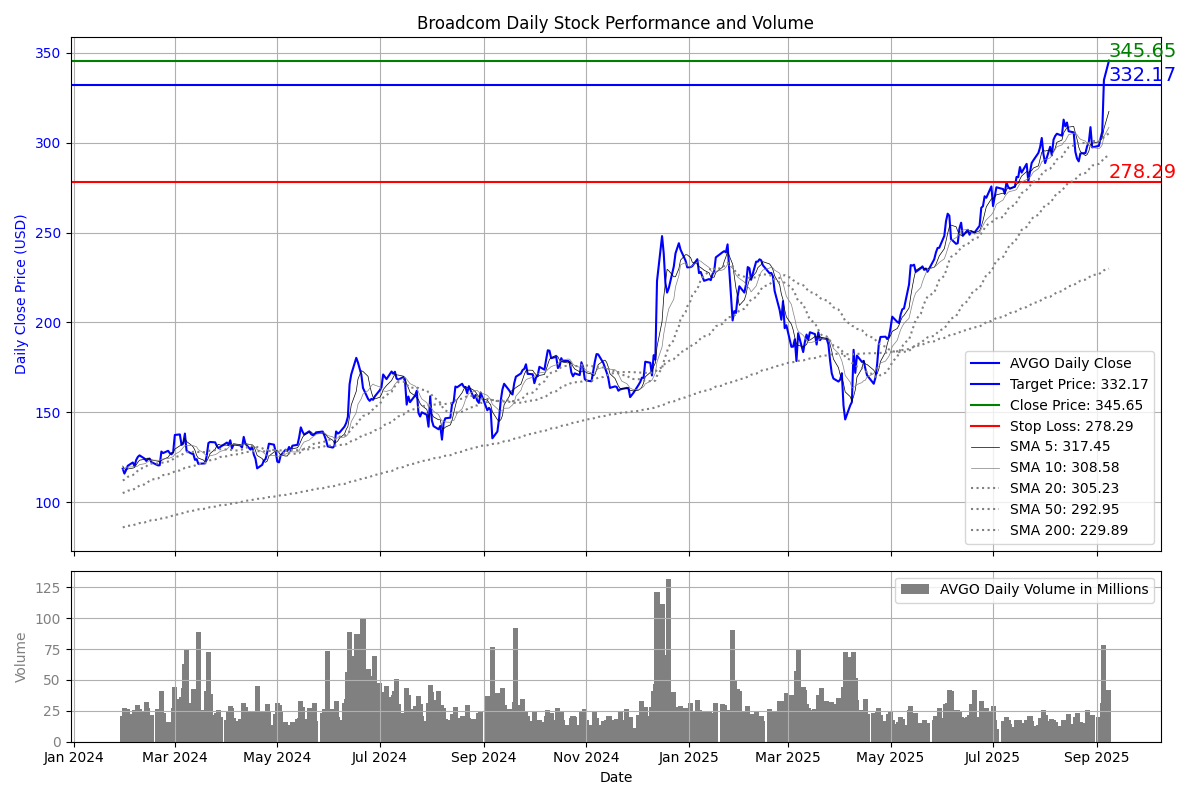 Broadcom Daily Stock Performance and Volume
350
300
250
200
150
100
Daily Close Price (USD)
345.65
332.17
278.29
AVGO Daily Close
Target Price: 332.17
Close Price: 345.65
Stop Loss: 278.29
SMA 5: 317.45
SMA 10: 308.58
SMA 20: 305.23
SMA 50: 292.95
SMA 200: 229.89
125
100
75
50
25
0
Volume
AVGO Daily Volume in Millions
Jan 2024 Mar 2024 May 2024 Jul 2024 Sep 2024 Nov 2024 Jan 2025 Mar 2025 May 2025 Jul 2025 Sep 2025
Date